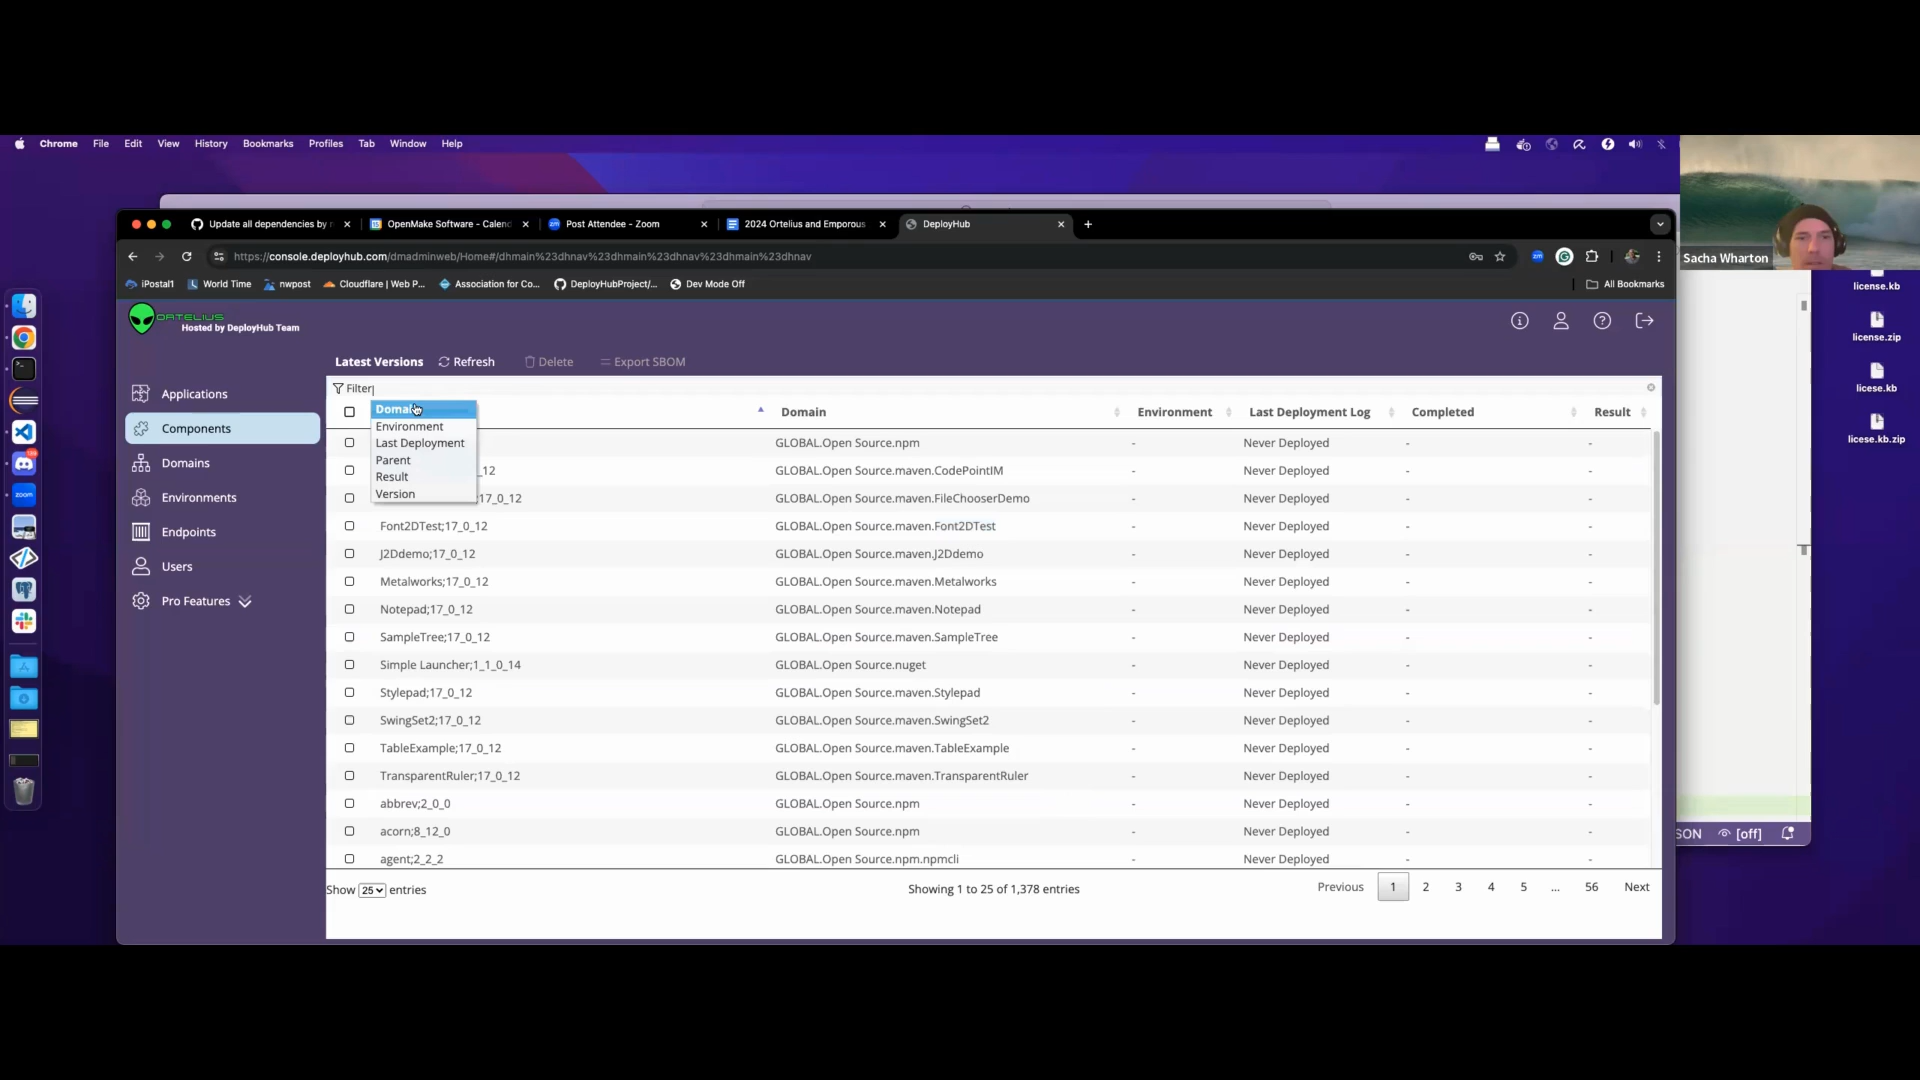 Chrome File Edit View History Bookmarks Profiles Tab Window Help
Sacha Wharton
Update all dependencies by r
OpenMake Software - Calend
Post Attendee - Zoom
2024 Ortelius and Emporous
DeployHub
https://console.deployhub.com/dmadminweb/Home#/dhmain%23dhnav%23dhmain%23dhnav%23dhmain%23dhnav
iPostal1 World Time nwpost Cloudflare | Web P... Association for Co... DeployHubProject/... Dev Mode Off All Bookmarks
license.kb
license.zip
licese.kb
licese.kb.zip
ORTELIUS
Hosted by DeployHub Team
Latest Versions Refresh Delete Export SBOM
Applications
Components
Domains
Environments
Endpoints
Users
Pro Features
Filter
Domain
Environment
Last Deployment
Parent
Result
Version
Domain Environment Last Deployment Log Completed Result
GLOBAL.Open Source.npm - Never Deployed - -
_12 GLOBAL.Open Source.maven.CodePointIM - Never Deployed - -
17_0_12 GLOBAL.Open Source.maven.FileChooserDemo - Never Deployed - -
Font2DTest;17_0_12 GLOBAL.Open Source.maven.Font2DTest - Never Deployed - -
J2Ddemo;17_0_12 GLOBAL.Open Source.maven.J2Ddemo - Never Deployed - -
Metalworks;17_0_12 GLOBAL.Open Source.maven.Metalworks - Never Deployed - -
Notepad;17_0_12 GLOBAL.Open Source.maven.Notepad - Never Deployed - -
SampleTree;17_0_12 GLOBAL.Open Source.maven.SampleTree - Never Deployed - -
Simple Launcher;1_1_0_14 GLOBAL.Open Source.nuget - Never Deployed - -
Stylepad;17_0_12 GLOBAL.Open Source.maven.Stylepad - Never Deployed - -
SwingSet2;17_0_12 GLOBAL.Open Source.maven.SwingSet2 - Never Deployed - -
TableExample;17_0_12 GLOBAL.Open Source.maven.TableExample - Never Deployed - -
TransparentRuler;17_0_12 GLOBAL.Open Source.maven.TransparentRuler - Never Deployed - -
abbrev;2_0_0 GLOBAL.Open Source.npm - Never Deployed - -
acorn;8_12_0 GLOBAL.Open Source.npm - Never Deployed - -
agent;2_2_2 GLOBAL.Open Source.npm.npmcli - Never Deployed - -
Show 25 entries Showing 1 to 25 of 1,378 entries Previous 1 2 3 4 5 ... 56 Next
SON [off]
zoom